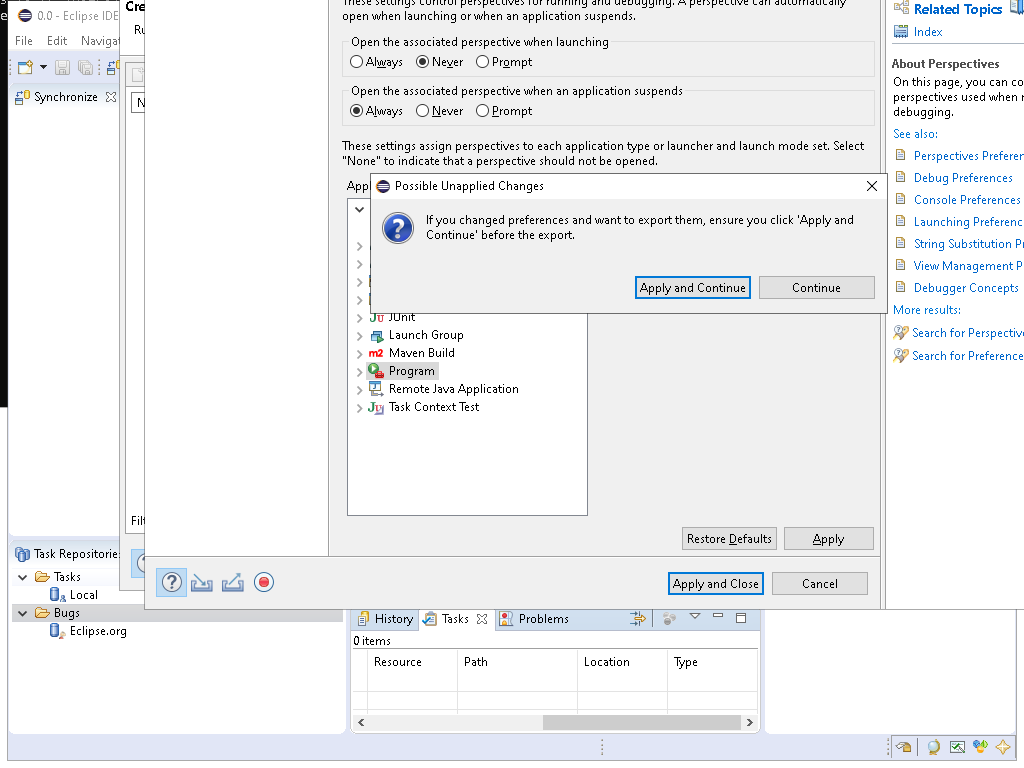 0.0 - Eclipse IDE
File Edit Navigat
Synchronize
Cre
Ru
N
Filt
These settings control perspectives for running and debugging. A perspective can automatically
open when launching or when an application suspends.
Open the associated perspective when launching
Always Never Prompt
Open the associated perspective when an application suspends
Always Never Prompt
These settings assign perspectives to each application type or launcher and launch mode set. Select
"None" to indicate that a perspective should not be opened.
Appl
Possible Unapplied Changes
If you changed preferences and want to export them, ensure you click 'Apply and
Continue' before the export.
Apply and Continue Continue
JUnit
Launch Group
m2 Maven Build
Program
Remote Java Application
Task Context Test
Restore Defaults Apply
Apply and Close Cancel
Related Topics
Index
About Perspectives
On this page, you can co
perspectives used when r
debugging.
See also:
Perspectives Preferen
Debug Preferences
Console Preferences
Launching Preferenc
String Substitution Pr
View Management P
Debugger Concepts
More results:
Search for Perspective
Search for Preference
Task Repositories
Tasks
Local
Bugs
Eclipse.org
History Tasks Problems
0 items
Resource Path Location Type